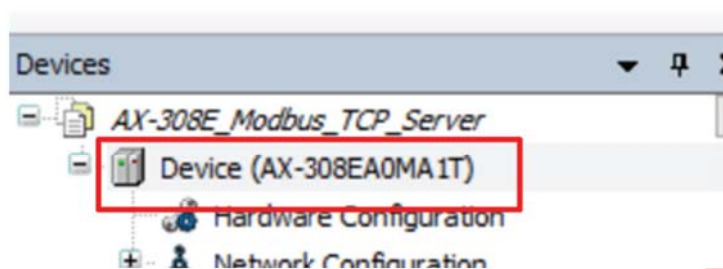 Devices
AX-308E_Modbus_TCP_Server
Device (AX-308EA0MA1T)
Hardware Configuration
Network Configuration